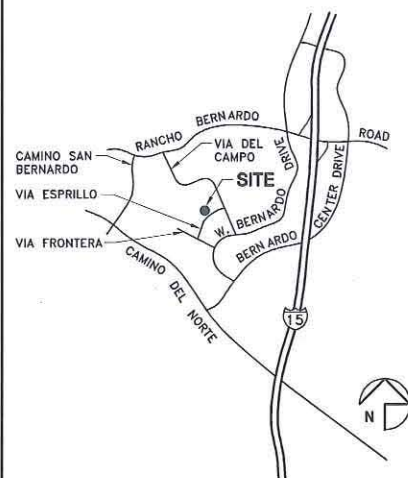 RANCHO BERNARDO ROAD
CAMINO SAN
BERNARDO
VIA DEL
CAMPO
VIA ESPRILLO
SITE
VIA FRONTERA
W. BERNARDO DRIVE
BERNARDO CENTER DRIVE
CAMINO DEL NORTE
15
N